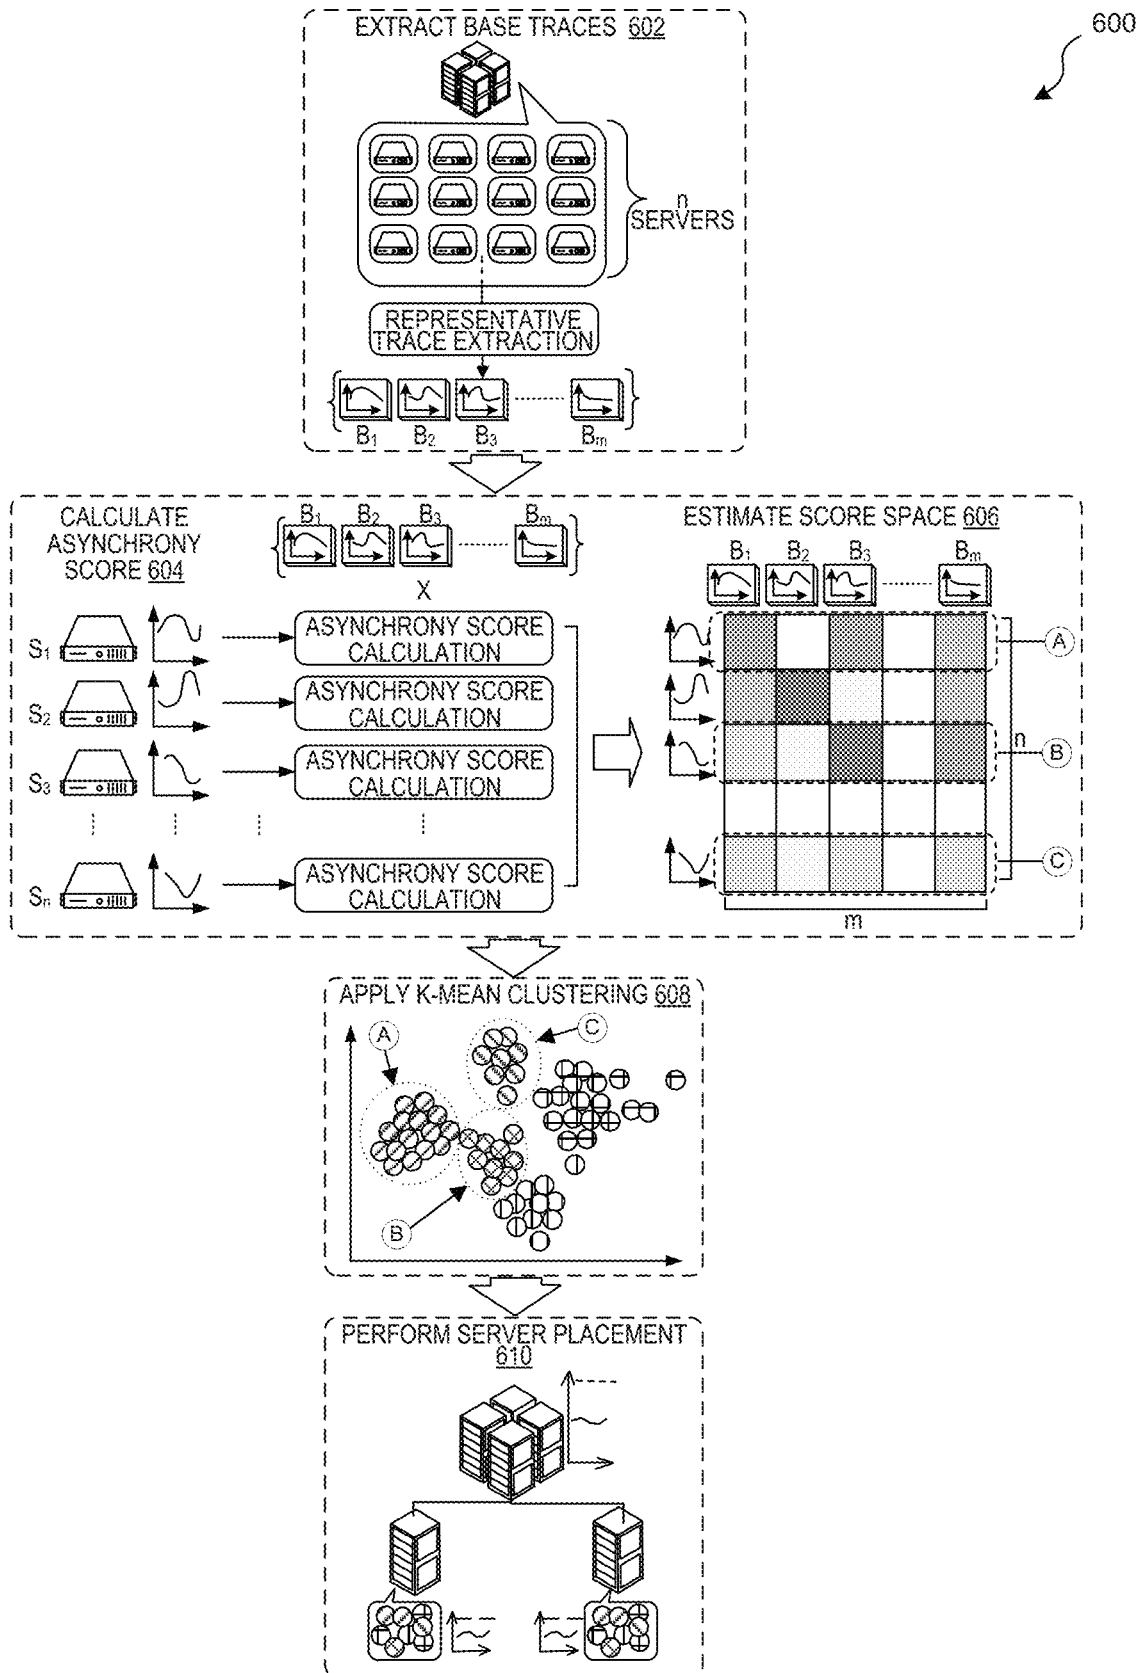 600
EXTRACT BASE TRACES 602
n
SERVERS
REPRESENTATIVE
TRACE EXTRACTION
B1 B2 B3 Bm
CALCULATE
ASYNCHRONY
SCORE 604
B1 B2 B3 Bm
X
S1 ASYNCHRONY SCORE
CALCULATION
S2 ASYNCHRONY SCORE
CALCULATION
S3 ASYNCHRONY SCORE
CALCULATION
Sn ASYNCHRONY SCORE
CALCULATION
ESTIMATE SCORE SPACE 606
B1 B2 B3 Bm
A
n
B
C
m
APPLY K-MEAN CLUSTERING 608
A
C
B
PERFORM SERVER PLACEMENT
610